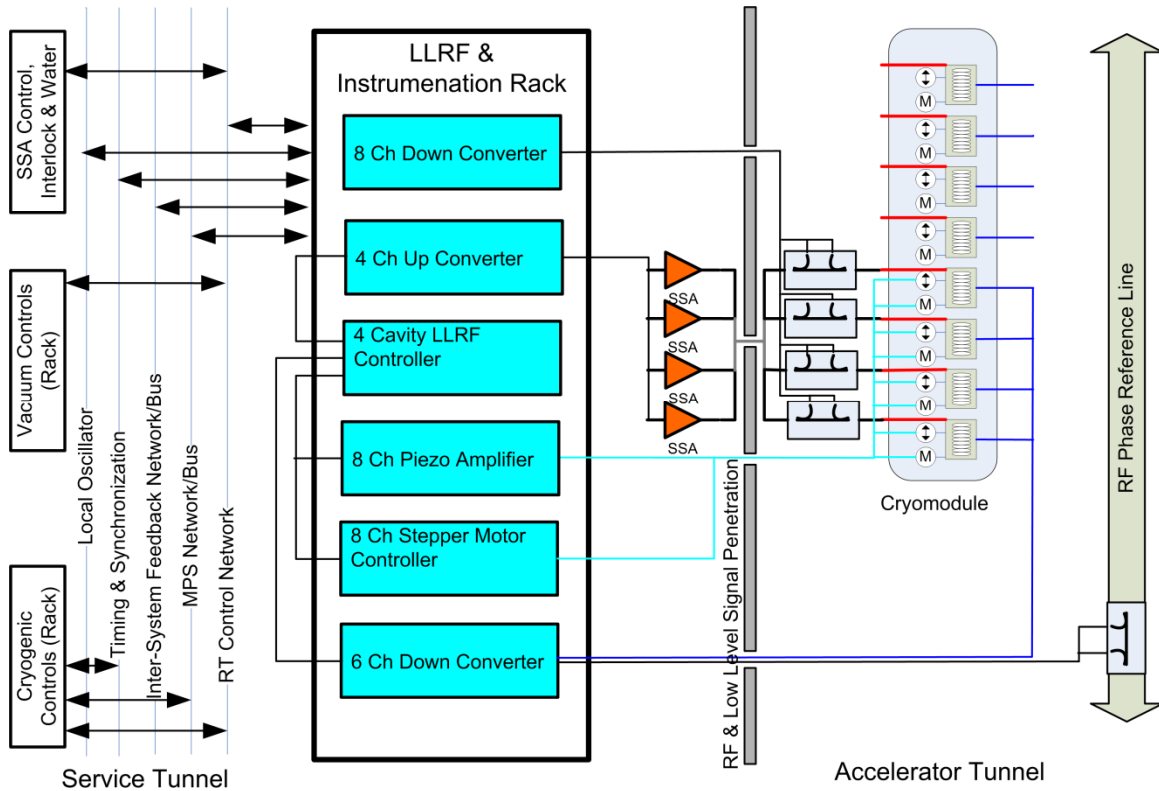 SSA Control,
Interlock & Water
Vacuum Controls
(Rack)
Cryogenic
Controls (Rack)
Local Oscillator
Timing & Synchronization
Inter-System Feedback Network/Bus
MPS Network/Bus
RT Control Network
Service Tunnel
LLRF &
Instrumenation Rack
8 Ch Down Converter
4 Ch Up Converter
4 Cavity LLRF
Controller
8 Ch Piezo Amplifier
8 Ch Stepper Motor
Controller
6 Ch Down Converter
SSA
SSA
SSA
SSA
RF & Low Level Signal Penetration
M
M
M
M
M
M
M
M
Cryomodule
RF Phase Reference Line
Accelerator Tunnel